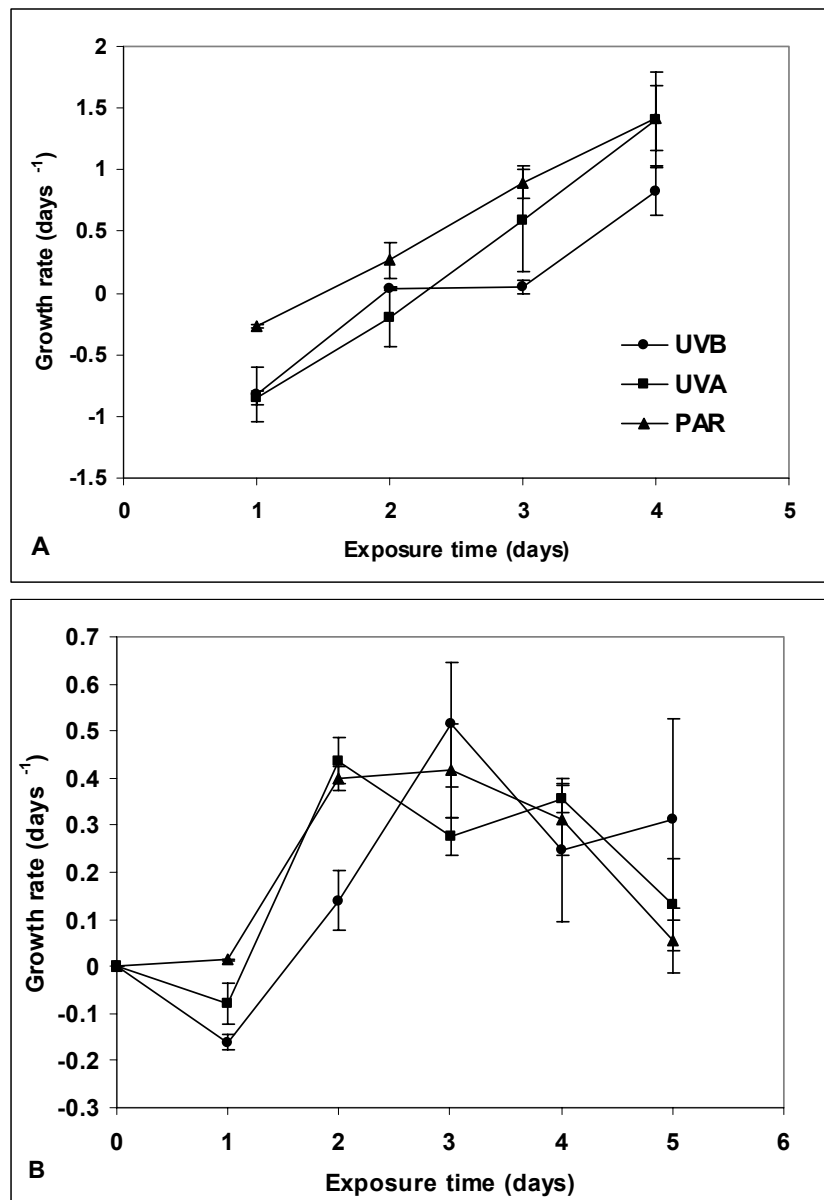 2
1.5
1
0.5
0
-0.5
-1
-1.5
Growth rate (days -1)
UVB
UVA
PAR
0 1 2 3 4 5
Exposure time (days)
A
0.7
0.6
0.5
0.4
0.3
0.2
0.1
0
-0.1
-0.2
-0.3
Growth rate (days -1)
0 1 2 3 4 5 6
Exposure time (days)
B